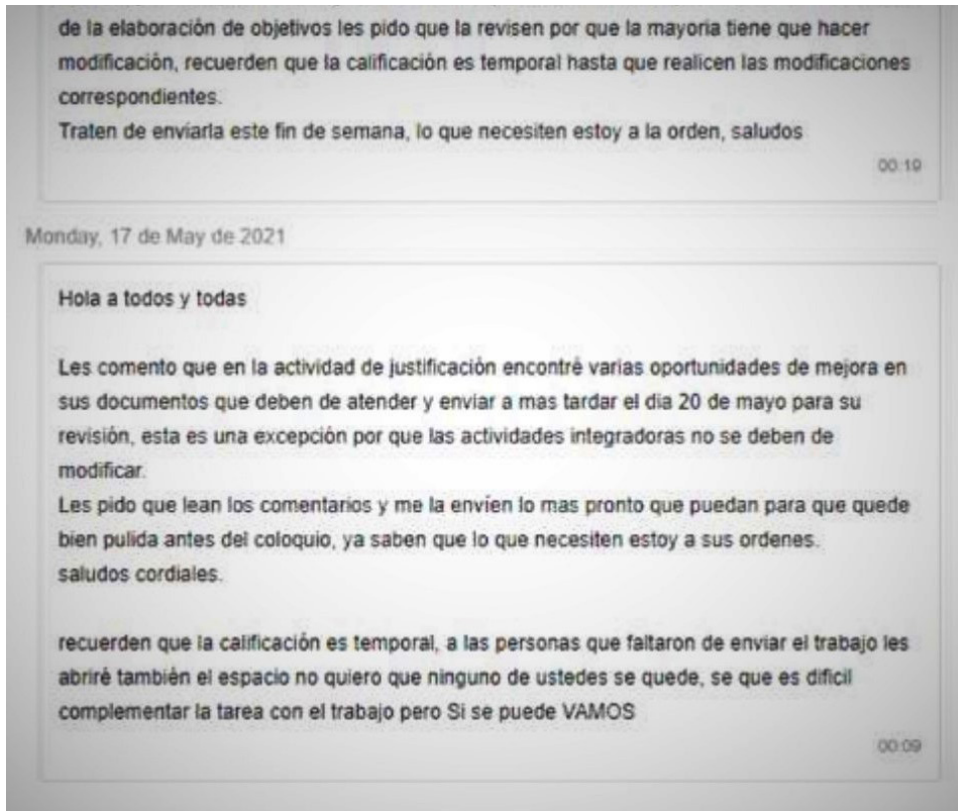 de la elaboración de objetivos les pido que la revisen por que la mayoria tiene que hacer
modificación, recuerden que la calificación es temporal hasta que realicen las modificaciones
correspondientes.
Traten de enviarla este fin de semana, lo que necesiten estoy a la orden, saludos
00:19
Monday, 17 de May de 2021
Hola a todos y todas
Les comento que en la actividad de justificación encontré varias oportunidades de mejora en
sus documentos que deben de atender y enviar a mas tardar el dia 20 de mayo para su
revisión, esta es una excepción por que las actividades integradoras no se deben de
modificar.
Les pido que lean los comentarios y me la envíen lo mas pronto que puedan para que quede
bien pulida antes del coloquio, ya saben que lo que necesiten estoy a sus ordenes.
saludos cordiales.
recuerden que la calificación es temporal, a las personas que faltaron de enviar el trabajo les
abriré también el espacio no quiero que ninguno de ustedes se quede, se que es dificil
complementar la tarea con el trabajo pero Si se puede VAMOS
00:09